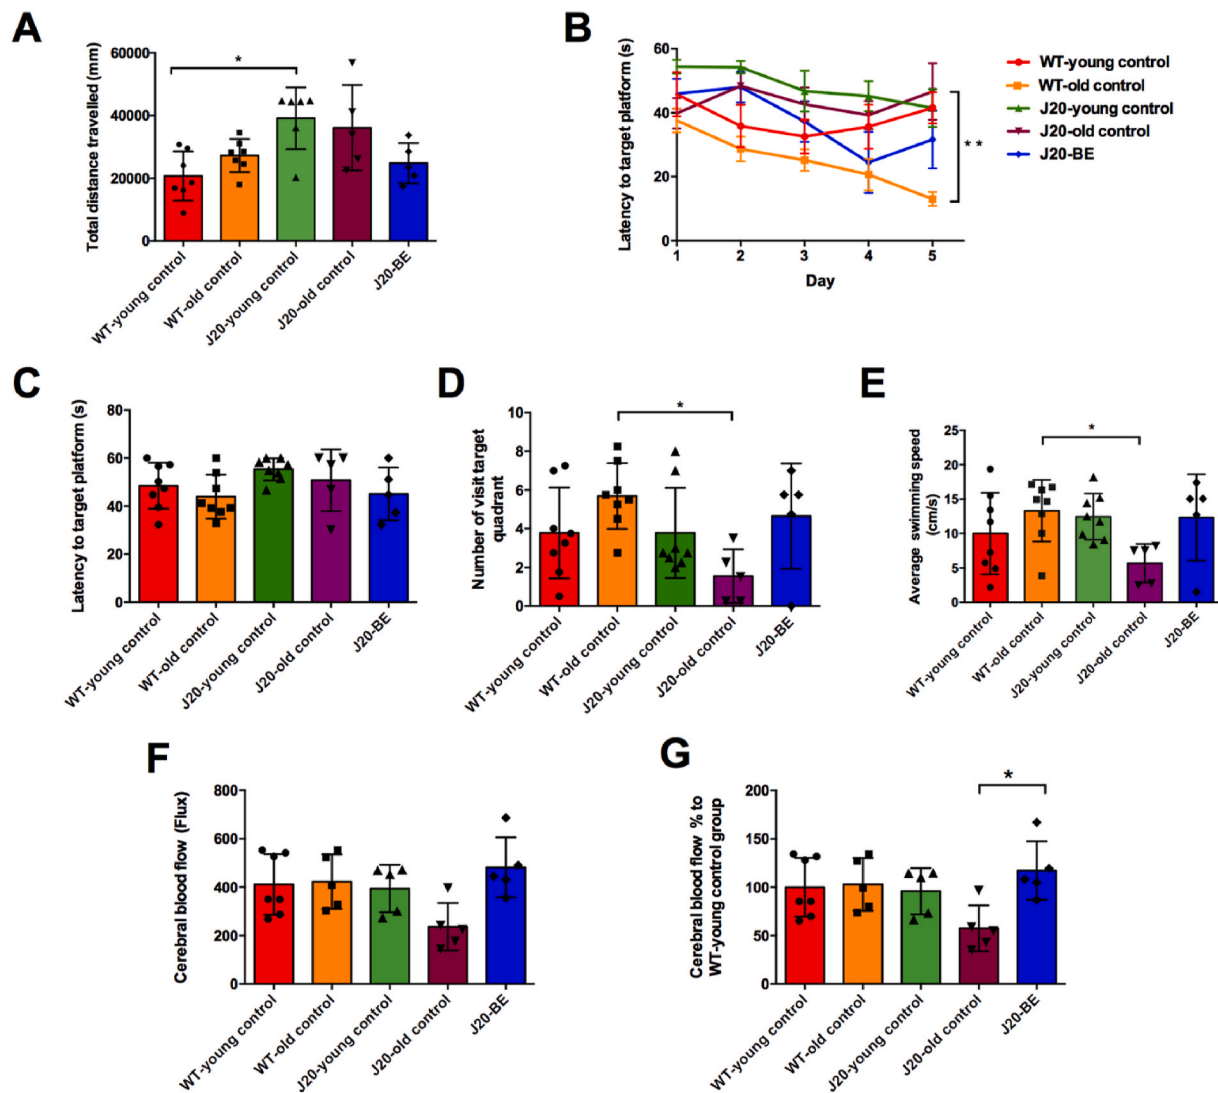 A
Total distance travelled (mm)
60000
40000
20000
0
*
WT-young control
WT-old control
J20-young control
J20-old control
J20-BE
B
Latency to target platform (s)
60
40
20
0
1 2 3 4 5
Day
* *
WT-young control
WT-old control
J20-young control
J20-old control
J20-BE
C
Latency to target platform (s)
80
60
40
20
0
WT-young control
WT-old control
J20-young control
J20-old control
J20-BE
D
Number of visit target
quadrant
10
8
6
4
2
0
*
WT-young control
WT-old control
J20-young control
J20-old control
J20-BE
E
Average swimming speed
(cm/s)
25
20
15
10
5
0
*
WT-young control
WT-old control
J20-young control
J20-old control
J20-BE
F
Cerebral blood flow (Flux)
800
600
400
200
0
WT-young control
WT-old control
J20-young control
J20-old control
J20-BE
G
Cerebral blood flow % to
WT-young control group
200
150
100
50
0
*
WT-young control
WT-old control
J20-young control
J20-old control
J20-BE